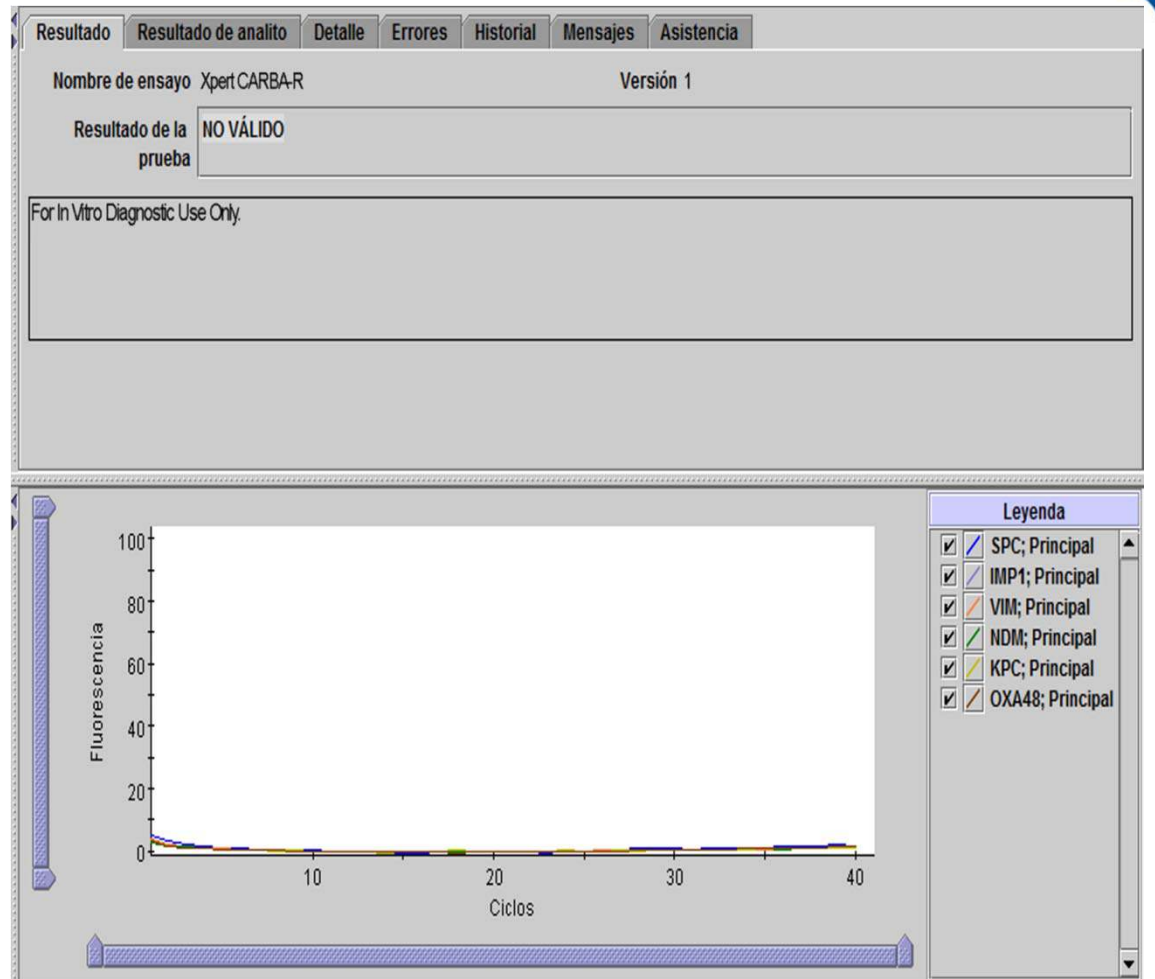 Resultado Resultado de analito Detalle Errores Historial Mensajes Asistencia
Nombre de ensayo Xpert CARBA-R Versión 1
Resultado de la prueba NO VÁLIDO
For In Vitro Diagnostic Use Only.
Leyenda
SPC; Principal
IMP1; Principal
VIM; Principal
NDM; Principal
KPC; Principal
OXA48; Principal
Fluorescencia
100
80
60
40
20
0
10 20 30 40
Ciclos